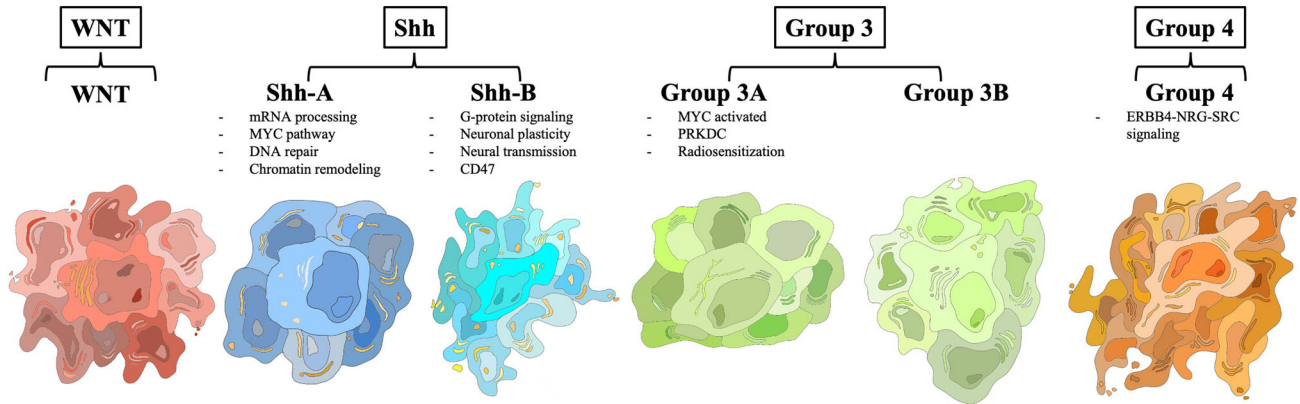 WNT
Shh
Group 3
Group 4
WNT
Shh-A
Shh-B
Group 3A
Group 3B
Group 4
- mRNA processing
- MYC pathway
- DNA repair
- Chromatin remodeling
- G-protein signaling
- Neuronal plasticity
- Neural transmission
- CD47
- MYC activated
- PRKDC
- Radiosensitization
- ERBB4-NRG-SRC
signaling